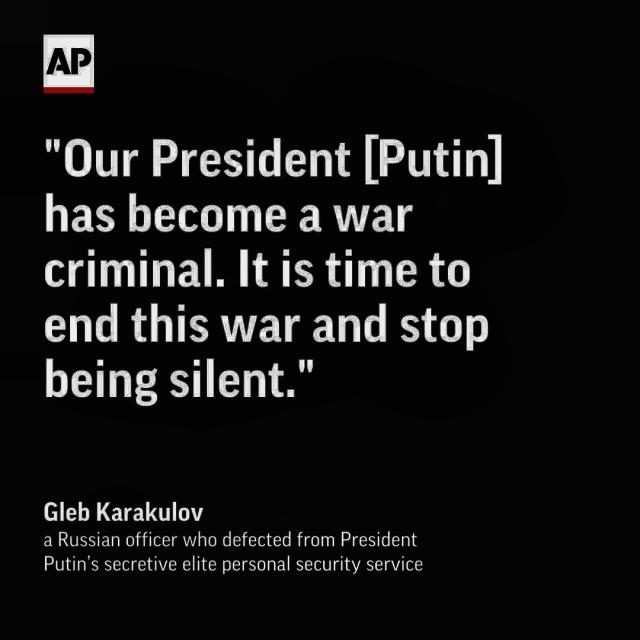 AP
"Our President [Putin]
has become a war
criminal. It is time to
end this war and stop
being silent."
Gleb Karakulov
a Russian officer who defected from President
Putin's secretive elite personal security service